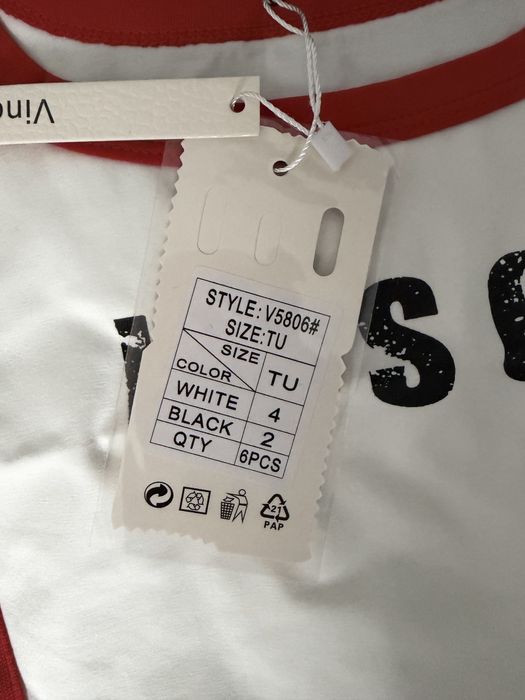 STYLE: V5806#
SIZE:TU
SIZE
COLOR
TU
WHITE 4
BLACK 2
QTY 6PCS
21
PAP